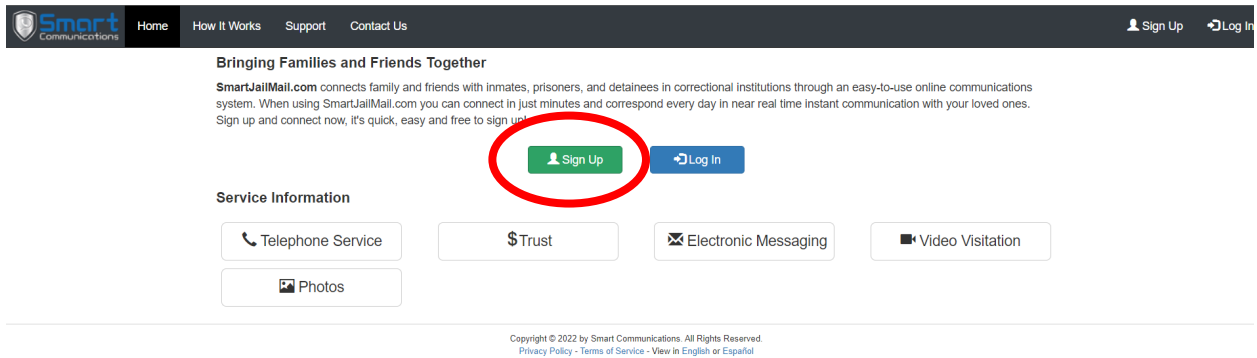 Smart Communications Home How It Works Support Contact Us Sign Up Log In
Bringing Families and Friends Together
SmartJailMail.com connects family and friends with inmates, prisoners, and detainees in correctional institutions through an easy-to-use online communications
system. When using SmartJailMail.com you can connect in just minutes and correspond every day in near real time instant communication with your loved ones.
Sign up and connect now, it's quick, easy and free to sign up!
Sign Up Log In
Service Information
Telephone Service $Trust Electronic Messaging Video Visitation
Photos
Copyright © 2022 by Smart Communications. All Rights Reserved.
Privacy Policy - Terms of Service - View in English or Español